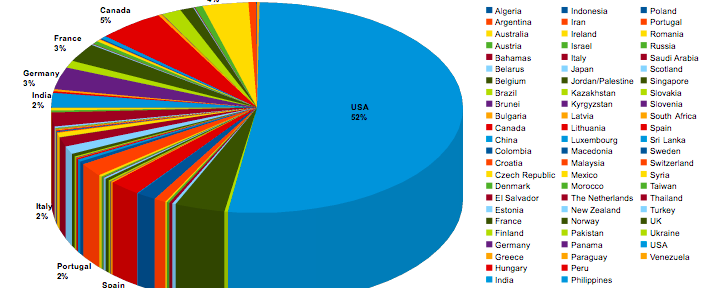 Canada
5%
France
3%
Germany
3%
India
2%
Italy
2%
Portugal
2%
Spain
USA
52%
Algeria
Argentina
Australia
Austria
Bahamas
Belarus
Belgium
Brazil
Brunei
Bulgaria
Canada
China
Colombia
Croatia
Czech Republic
Denmark
El Salvador
Estonia
France
Finland
Germany
Greece
Hungary
India
Indonesia
Iran
Ireland
Israel
Italy
Japan
Jordan/Palestine
Kazakhstan
Kyrgyzstan
Latvia
Lithuania
Luxembourg
Macedonia
Malaysia
Mexico
Morocco
The Netherlands
New Zealand
Norway
Pakistan
Panama
Paraguay
Peru
Philippines
Poland
Portugal
Romania
Russia
Saudi Arabia
Scotland
Singapore
Slovakia
Slovenia
South Africa
Spain
Sri Lanka
Sweden
Switzerland
Syria
Taiwan
Thailand
Turkey
UK
Ukraine
USA
Venezuela